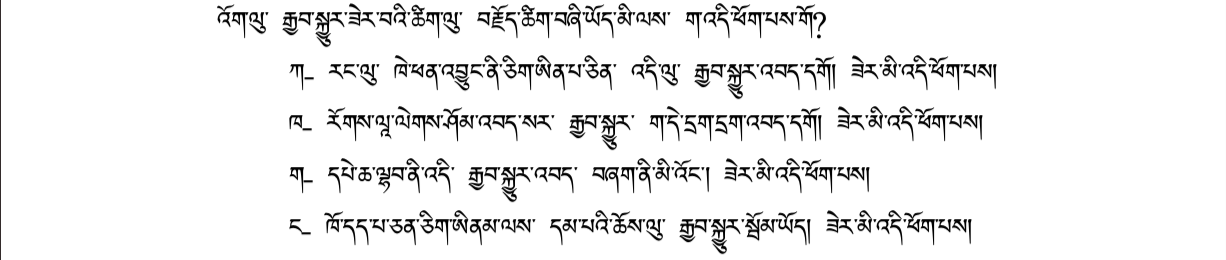 འོག་ལུ་ རྒྱབ་སྐྱུར་ཟེར་བའི་ཚིག་ལུ་ བརྗོད་ཚིག་བཞི་ཡོད་མི་ལས་ ག་འདི་ཕོག་པས་གོ?
ཀ_ རང་ལུ་ ཁེ་ཕན་འབྱུང་ནི་ཅིག་ཨིན་པ་ཅིན་ འདི་ལུ་ རྒྱབ་སྐྱུར་འབད་དགོ། ཟེར་མི་འདི་ཕོག་པས།
ཁ_ རོགས་ལཱ་ལེགས་ཤོམ་འབད་སར་ རྒྱབ་སྐྱུར་ ག་དེ་དྲག་དྲག་འབད་དགོ། ཟེར་མི་འདི་ཕོག་པས།
ག_ དཔེ་ཆ་ལྷབ་ནི་འདི་ རྒྱབ་སྐྱུར་འབད་ བཞག་ནི་མི་འོང་། ཟེར་མི་འདི་ཕོག་པས།
ང_ ཁོ་དད་པ་ཅན་ཅིག་ཨིནམ་ལས་ དམ་པའི་ཆོས་ལུ་ རྒྱབ་སྐྱུར་སྦོམ་ཡོད། ཟེར་མི་འདི་ཕོག་པས།